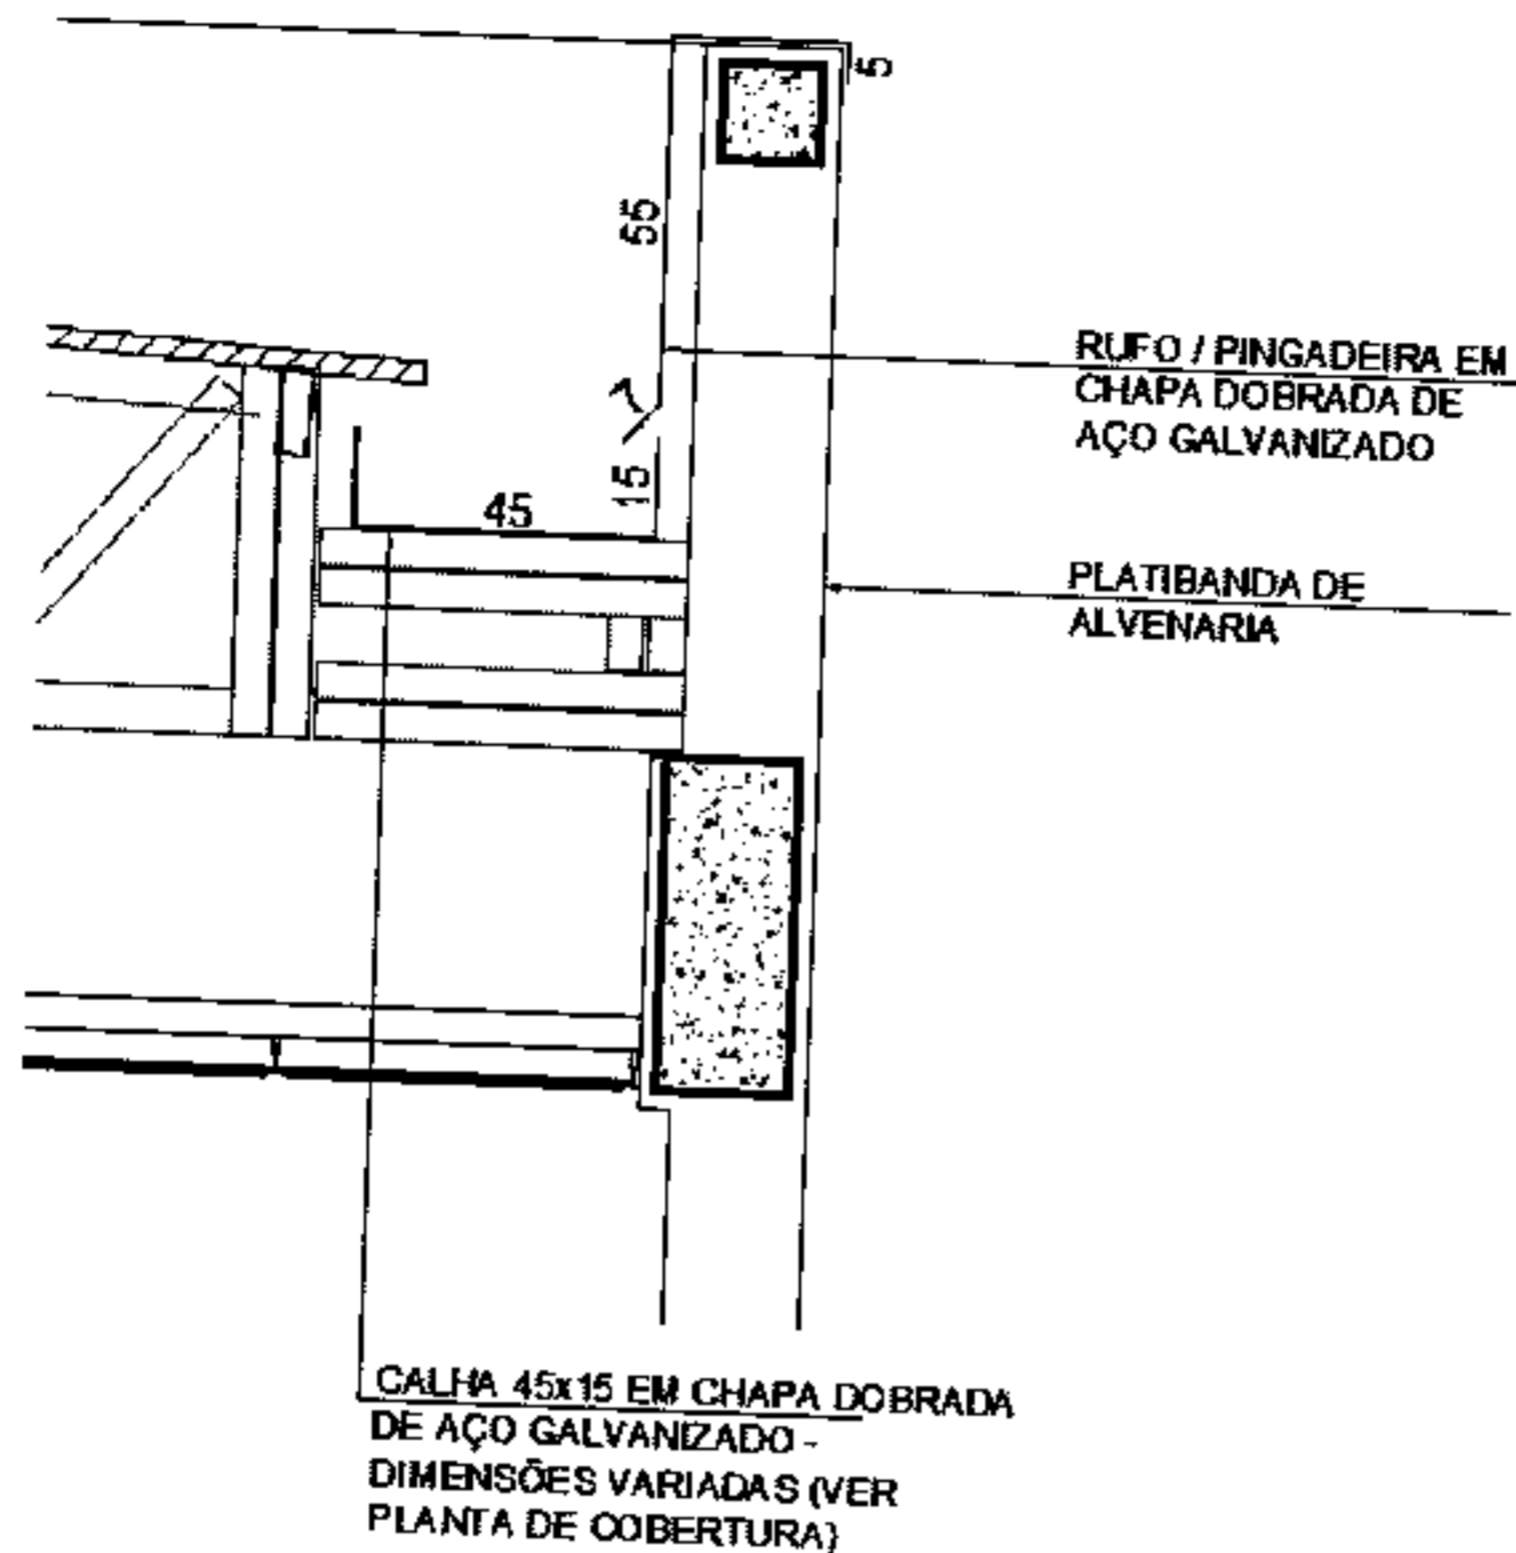 5
55
RUFO / PINGADEIRA EM
CHAPA DOBRADA DE
AÇO GALVANIZADO
7
15
45
PLATIBANDA DE
ALVENARIA
CALHA 45x15 EM CHAPA DOBRADA
DE AÇO GALVANIZADO -
DIMENSÕES VARIADAS (VER
PLANTA DE COBERTURA)